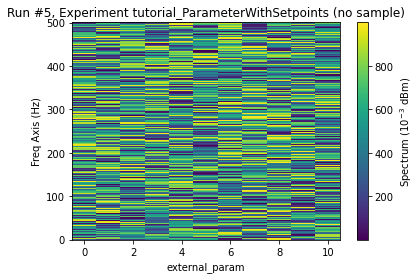 Run #5, Experiment tutorial_ParameterWithSetpoints (no sample)
500
400
300
200
100
0
Freq Axis (Hz)
0 2 4 6 8 10
external_param
800
600
400
200
Spectrum (10⁻³ dBm)